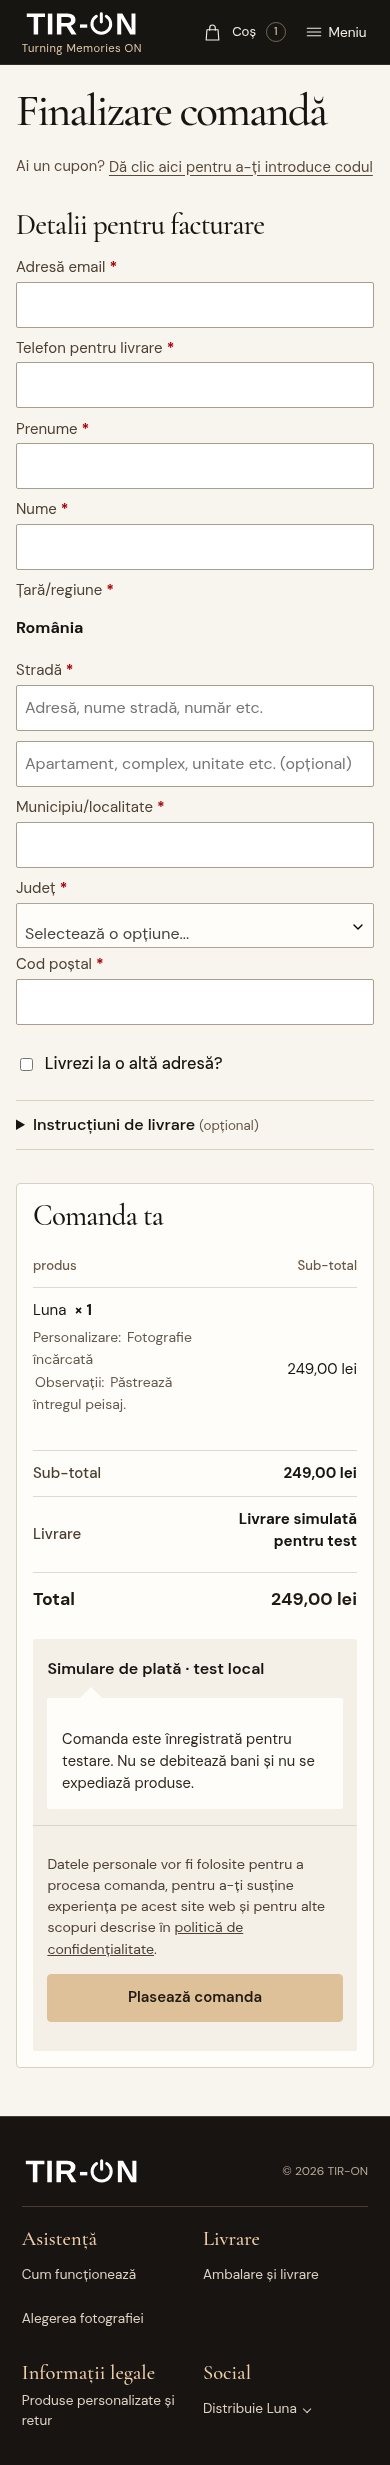 TIR-ON
Turning Memories ON
Coș 1
Meniu
Finalizare comandă
Ai un cupon? Dă clic aici pentru a-ți introduce codul
Detalii pentru facturare
Adresă email *
Telefon pentru livrare *
Prenume *
Nume *
Țară/regiune *
România
Stradă *
Adresă, nume stradă, număr etc.
Apartament, complex, unitate etc. (opțional)
Municipiu/localitate *
Județ *
Selectează o opțiune...
Cod poștal *
Livrezi la o altă adresă?
Instrucțiuni de livrare (opțional)
Comanda ta
produs Sub-total
Luna × 1
Personalizare: Fotografie
încărcată
Observații: Păstrează
întregul peisaj.
249,00 lei
Sub-total 249,00 lei
Livrare Livrare simulată
pentru test
Total 249,00 lei
Simulare de plată · test local
Comanda este înregistrată pentru
testare. Nu se debitează bani și nu se
expediază produse.
Datele personale vor fi folosite pentru a
procesa comanda, pentru a-ți susține
experiența pe acest site web și pentru alte
scopuri descrise în politică de
confidențialitate.
Plasează comanda
TIR-ON
© 2026 TIR-ON
Asistență
Cum funcționează
Alegerea fotografiei
Livrare
Ambalare și livrare
Informații legale
Produse personalizate și
retur
Social
Distribuie Luna